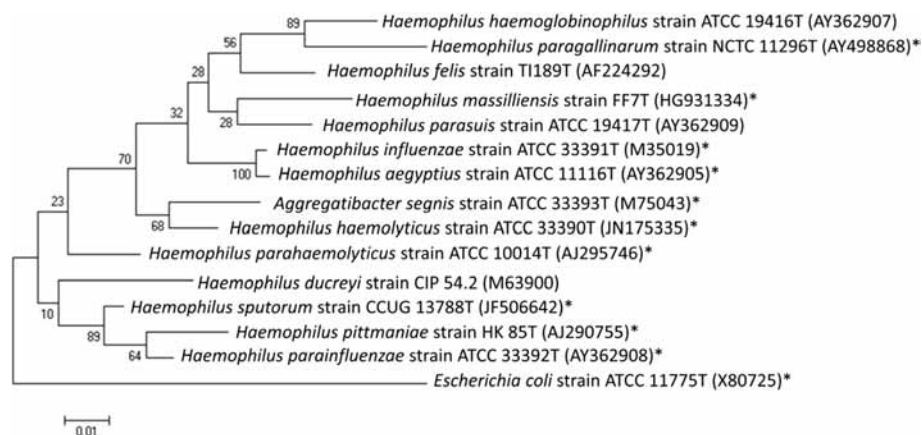 89 Haemophilus haemoglobinophilus strain ATCC 19416T (AY362907)
56 Haemophilus paragallinarum strain NCTC 11296T (AY498868)*
28 Haemophilus felis strain TI189T (AF224292)
Haemophilus massilliensis strain FF7T (HG931334)*
32 28 Haemophilus parasuis strain ATCC 19417T (AY362909)
Haemophilus influenzae strain ATCC 33391T (M35019)*
70 100 Haemophilus aegyptius strain ATCC 11116T (AY362905)*
Aggregatibacter segnis strain ATCC 33393T (M75043)*
23 68 Haemophilus haemolyticus strain ATCC 33390T (JN175335)*
Haemophilus parahaemolyticus strain ATCC 10014T (AJ295746)*
Haemophilus ducreyi strain CIP 54.2 (M63900)
10 Haemophilus sputorum strain CCUG 13788T (JF506642)*
89 Haemophilus pittmaniae strain HK 85T (AJ290755)*
64 Haemophilus parainfluenzae strain ATCC 33392T (AY362908)*
Escherichia coli strain ATCC 11775T (X80725)*
0.01